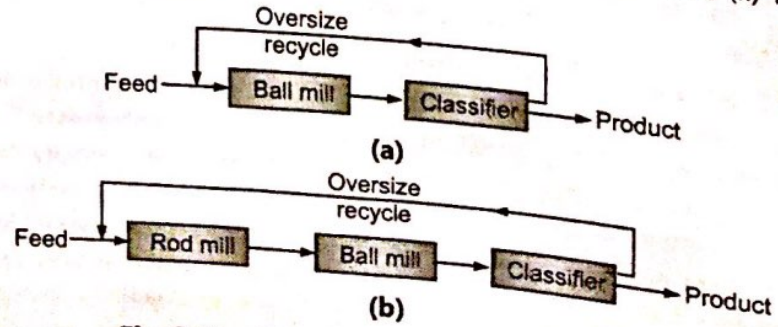 Oversize
recycle
Feed
Ball mill
Classifier
Product
(a)
Oversize
recycle
Feed
Rod mill
Ball mill
Classifier
Product
(b)